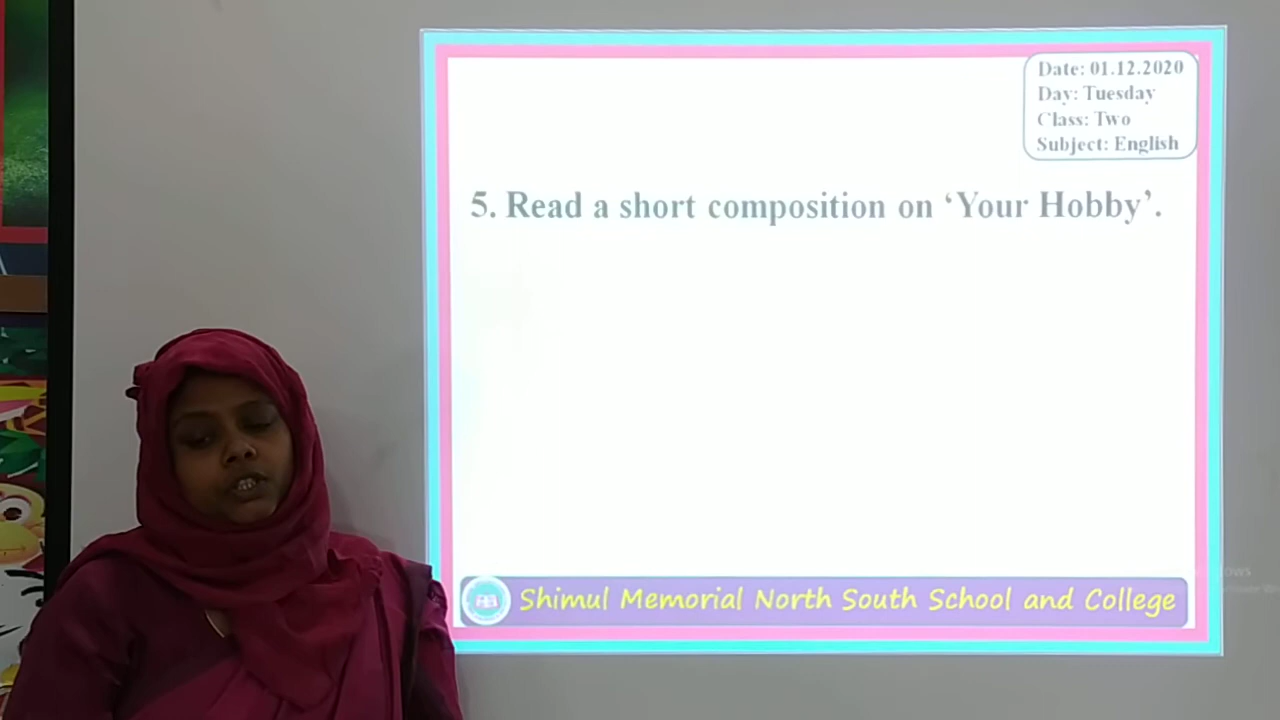 Date: 01.12.2020
Day: Tuesday
Class: Two
Subject: English
5. Read a short composition on ‘Your Hobby’.
Shimul Memorial North South School and College